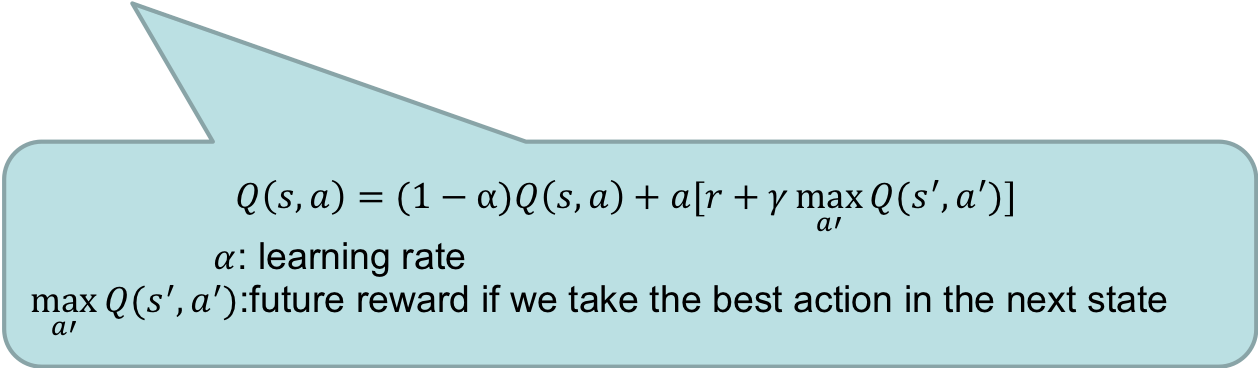 Q(s, a) = (1 − α)Q(s, a) + a[r + γ max_{a′} Q(s′, a′)]
α: learning rate
max_{a′} Q(s′, a′):future reward if we take the best action in the next state